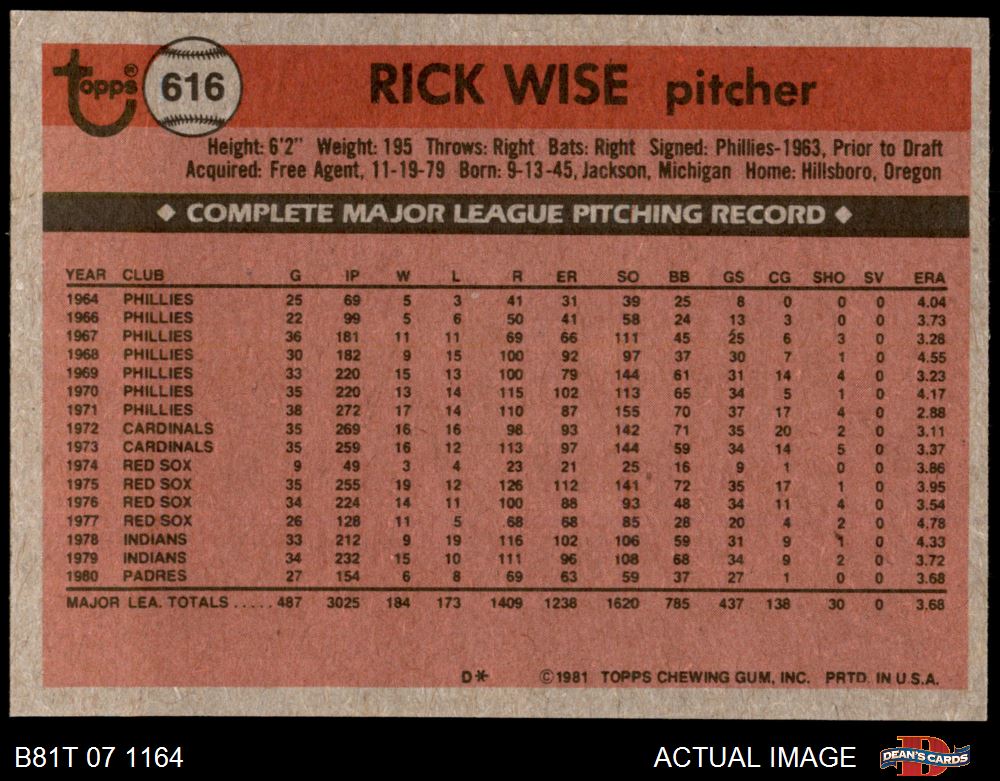 Topps® 616 RICK WISE pitcher
Height: 6'2" Weight: 195 Throws: Right Bats: Right Signed: Phillies-1963, Prior to Draft
Acquired: Free Agent, 11-19-79 Born: 9-13-45, Jackson, Michigan Home: Hillsboro, Oregon
◆ COMPLETE MAJOR LEAGUE PITCHING RECORD ◆
YEAR CLUB G IP W L R ER SO BB GS CG SHO SV ERA
1964 PHILLIES 25 69 5 3 41 31 39 25 8 0 0 0 4.04
1966 PHILLIES 22 99 5 6 50 41 58 24 13 3 0 0 3.73
1967 PHILLIES 36 181 11 11 69 66 111 45 25 6 3 0 3.28
1968 PHILLIES 30 182 9 15 100 92 97 37 30 7 1 0 4.55
1969 PHILLIES 33 220 15 13 100 79 144 61 31 14 4 0 3.23
1970 PHILLIES 35 220 13 14 115 102 113 65 34 5 1 0 4.17
1971 PHILLIES 38 272 17 14 110 87 155 70 37 17 4 0 2.88
1972 CARDINALS 35 269 16 16 98 93 142 71 35 20 2 0 3.11
1973 CARDINALS 35 259 16 12 113 97 144 59 34 14 5 0 3.37
1974 RED SOX 9 49 3 4 23 21 25 16 9 1 0 0 3.86
1975 RED SOX 35 255 19 12 126 112 141 72 35 17 1 0 3.95
1976 RED SOX 34 224 14 11 100 88 93 48 34 11 4 0 3.54
1977 RED SOX 26 128 11 5 68 68 85 28 20 4 2 0 4.78
1978 INDIANS 33 212 9 19 116 102 106 59 31 9 1 0 4.33
1979 INDIANS 34 232 15 10 111 96 108 68 34 9 2 0 3.72
1980 PADRES 27 154 6 8 69 63 59 37 27 1 0 0 3.68
MAJOR LEA. TOTALS ..... 487 3025 184 173 1409 1238 1620 785 437 138 30 0 3.68
D* ©1981 TOPPS CHEWING GUM, INC. PRTD. IN U.S.A.
B81T 07 1164 ACTUAL IMAGE DEAN'S CARDS